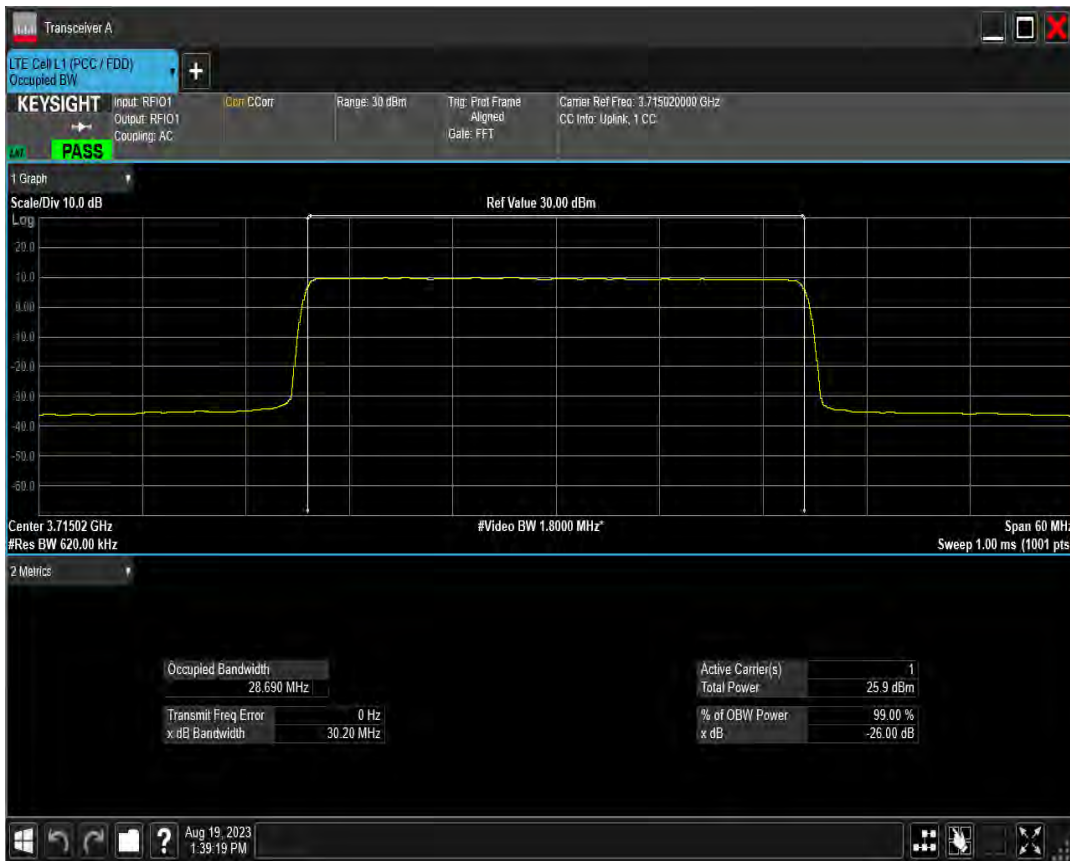 Transceiver A
LTE Cell L1 (PCC / FDD)
Occupied BW
+
KEYSIGHT
Input: RFIO1
Output: RFIO1
Coupling: AC
Corr CCorr
Range: 30 dBm
Trig: Prot Frame
Aligned
Gate: FFT
Carrier Ref Freq: 3.715020000 GHz
CC Info: Uplink, 1 CC
PASS
1 Graph
Scale/Div 10.0 dB
Ref Value 30.00 dBm
Log
20.0
10.0
0.00
-10.0
-20.0
-30.0
-40.0
-50.0
-60.0
Center 3.71502 GHz
#Video BW 1.8000 MHz*
Span 60 MHz
#Res BW 620.00 kHz
Sweep 1.00 ms (1001 pts
2 Metrics
Occupied Bandwidth
28.690 MHz
Active Carrier(s) 1
Total Power 25.9 dBm
Transmit Freq Error 0 Hz
% of OBW Power 99.00 %
x dB Bandwidth 30.20 MHz
x dB -26.00 dB
?
Aug 19, 2023
1:39:19 PM